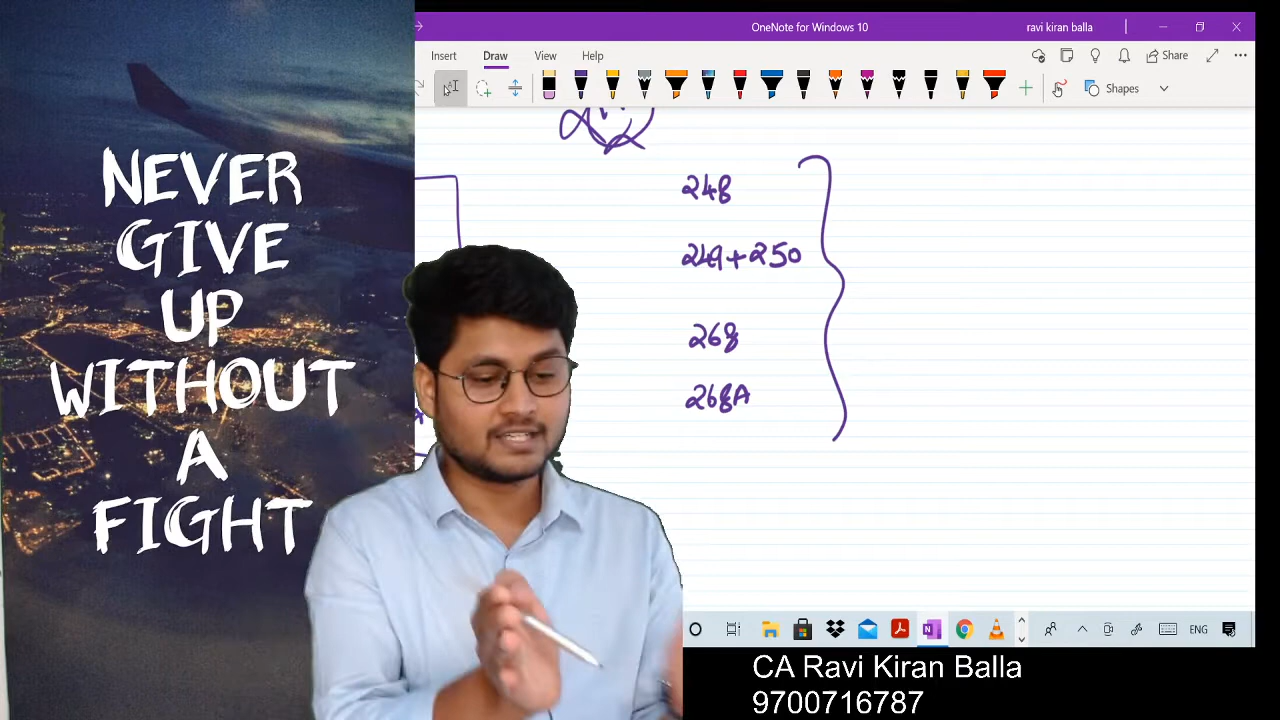 NEVER
GIVE
UP
WITHOUT
A
FIGHT
OneNote for Windows 10
ravi kiran balla
Insert Draw View Help
Share
Shapes
248
249+250
268
268A
ENG
CA Ravi Kiran Balla
9700716787